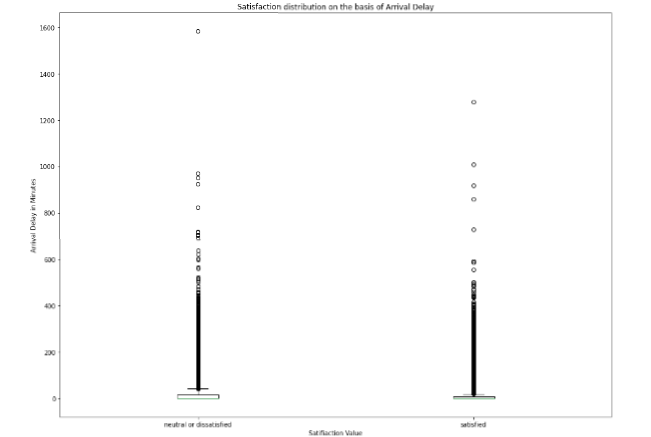 Satisfaction distribution on the basis of Arrival Delay
1600
1400
1200
1000
800
600
400
200
0
Arrival Delay in Minutes
neutral or dissatisfied
satisfied
Satifiaction Value